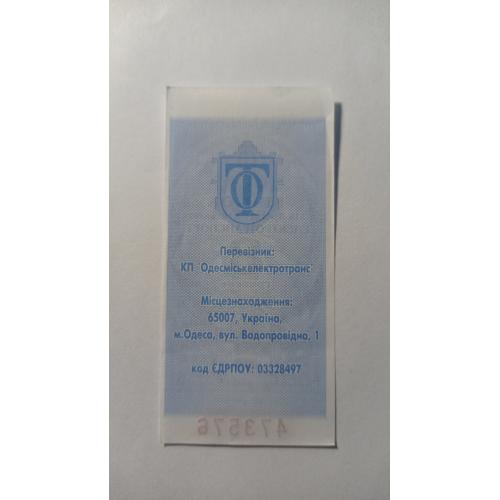 Перевізник:
КП "Одесміськелектротранс"
Місцезнаходження:
65007, Україна,
м.Одеса, вул. Водопровідна, 1
код ЄДРПОУ: 03328497
473576